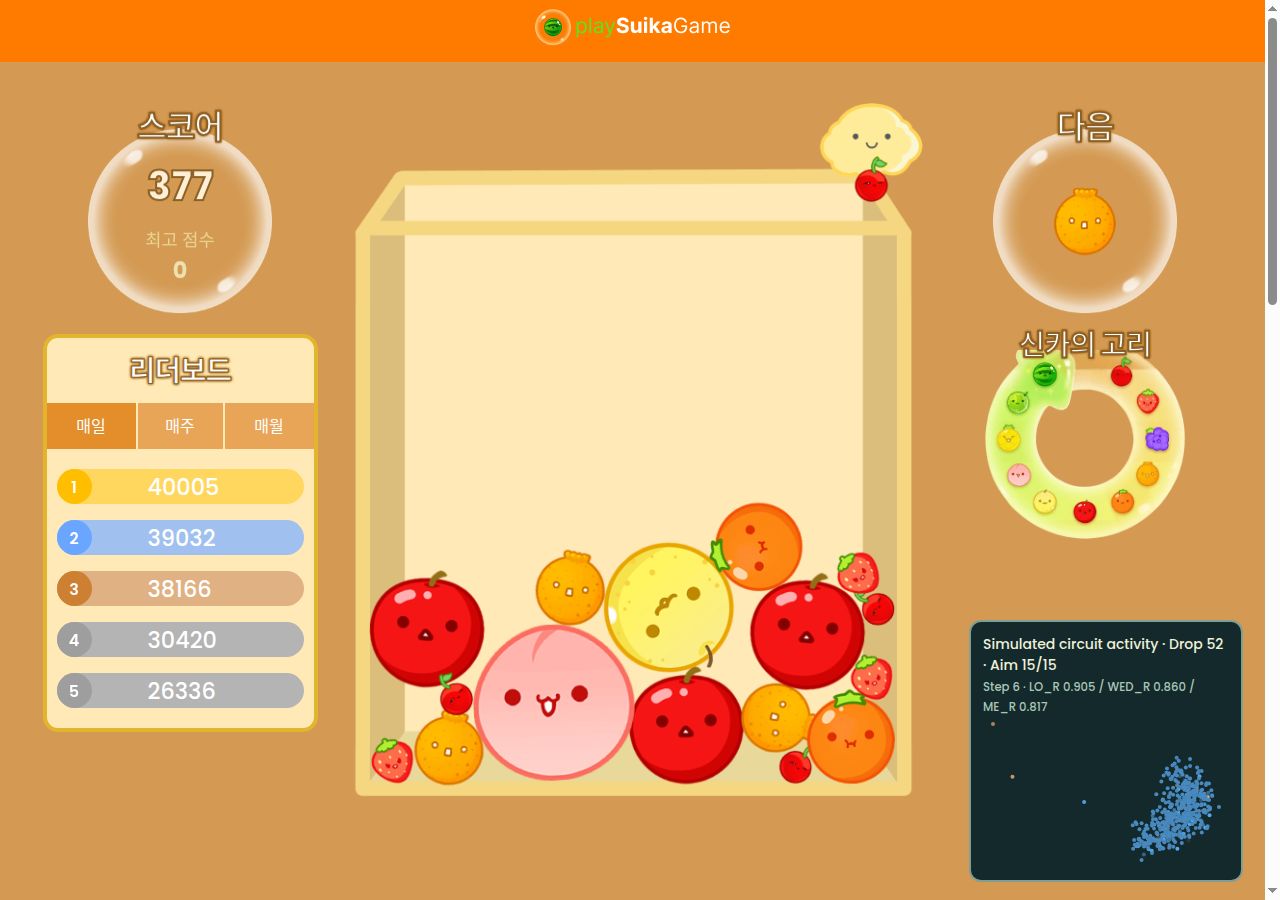 playSuikaGame
스코어
377
최고 점수
0
다음
리더보드
매일 매주 매월
1 40005
2 39032
3 38166
4 30420
5 26336
신카의 고리
Simulated circuit activity · Drop 52
· Aim 15/15
Step 6 · LO_R 0.905 / WED_R 0.860 /
ME_R 0.817